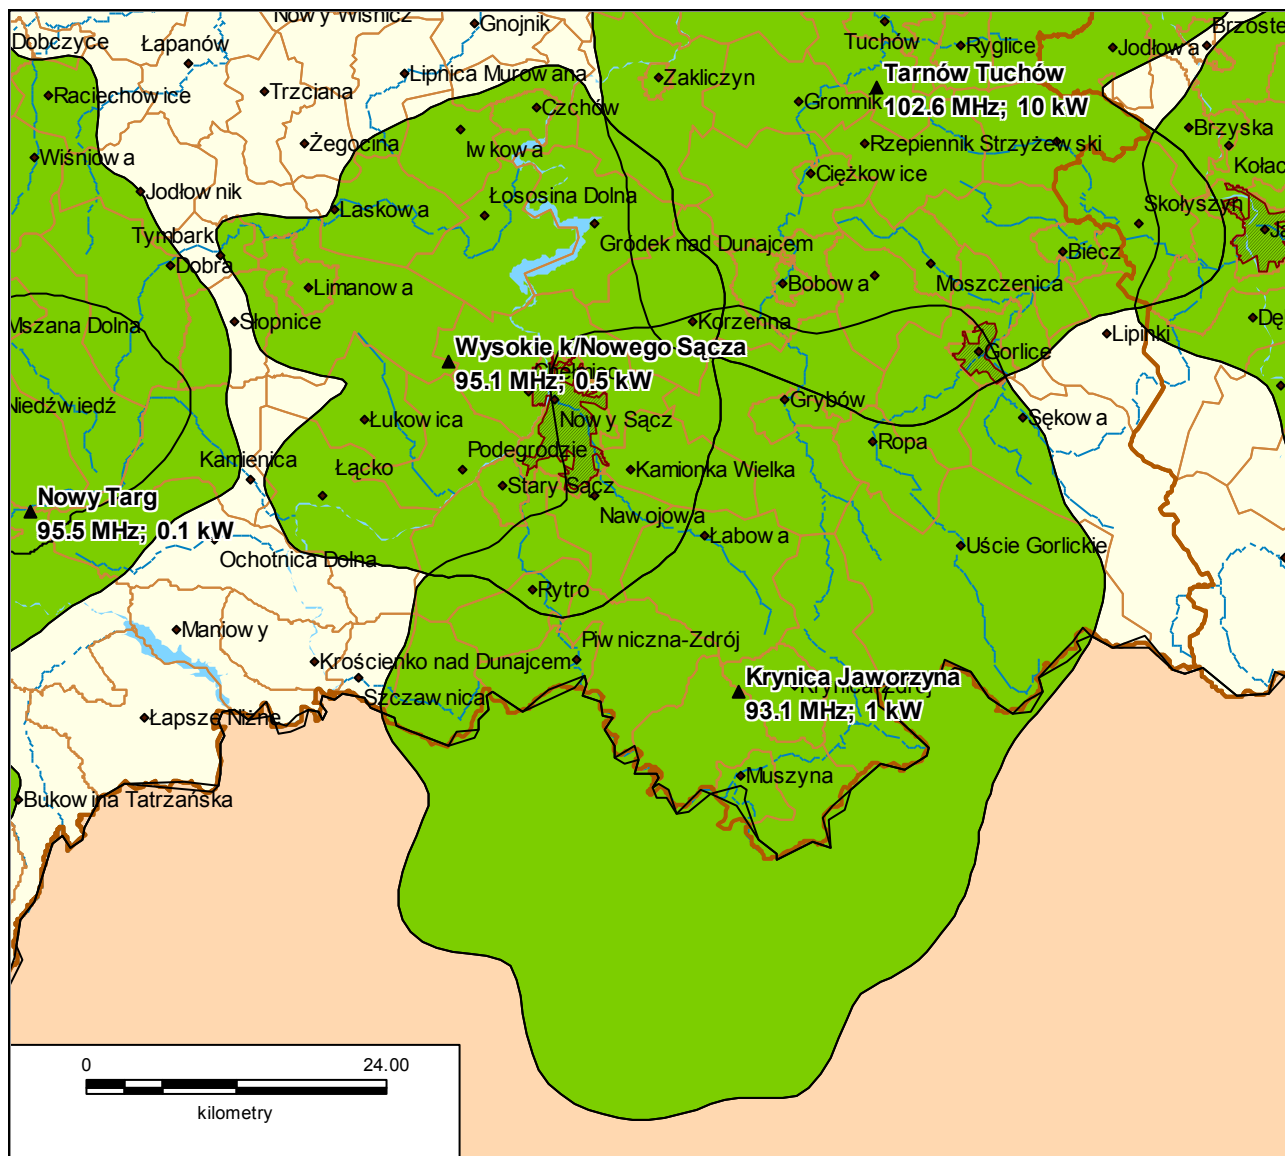 Nowy Wiśnicz
Gnojnik
Brzoste
Dobczyce
Łapanów
Tuchów
Ryglice
Jodłowa
Lipnica Murowana
Zakliczyn
Tarnów Tuchów
102.6 MHz; 10 kW
Raciechowice
Trzciana
Czchów
Gromnik
Brzyska
Wiśniowa
Żegocina
Iwkowa
Rzepiennik Strzyżewski
Kołac
Ciężkowice
Jodłownik
Łososina Dolna
Laskowa
Skołyszyn
Ja
Tymbark
Gródek nad Dunajcem
Biecz
Dobra
Limanowa
Bobowa
Moszczenica
Mszana Dolna
Słopnice
Korzenna
Dę
Lipinki
Wysokie k/Nowego Sącza
95.1 MHz; 0.5 kW
Gorlice
Niedźwiedź
Łukowica
Nowy Sącz
Grybów
Sękowa
Ropa
Kamienica
Łącko
Podegrodzie
Kamionka Wielka
Stary Sącz
Nowy Targ
95.5 MHz; 0.1 kW
Nawojowa
Łabowa
Ochotnica Dolna
Uście Gorlickie
Rytro
Maniowy
Piwniczna-Zdrój
Krościenko nad Dunajcem
Szczawnica
Krynica Jaworzyna
93.1 MHz; 1 kW
Krynica-Zdrój
Łapsze Niżne
Muszyna
Bukowina Tatrzańska
0 24.00
kilometry